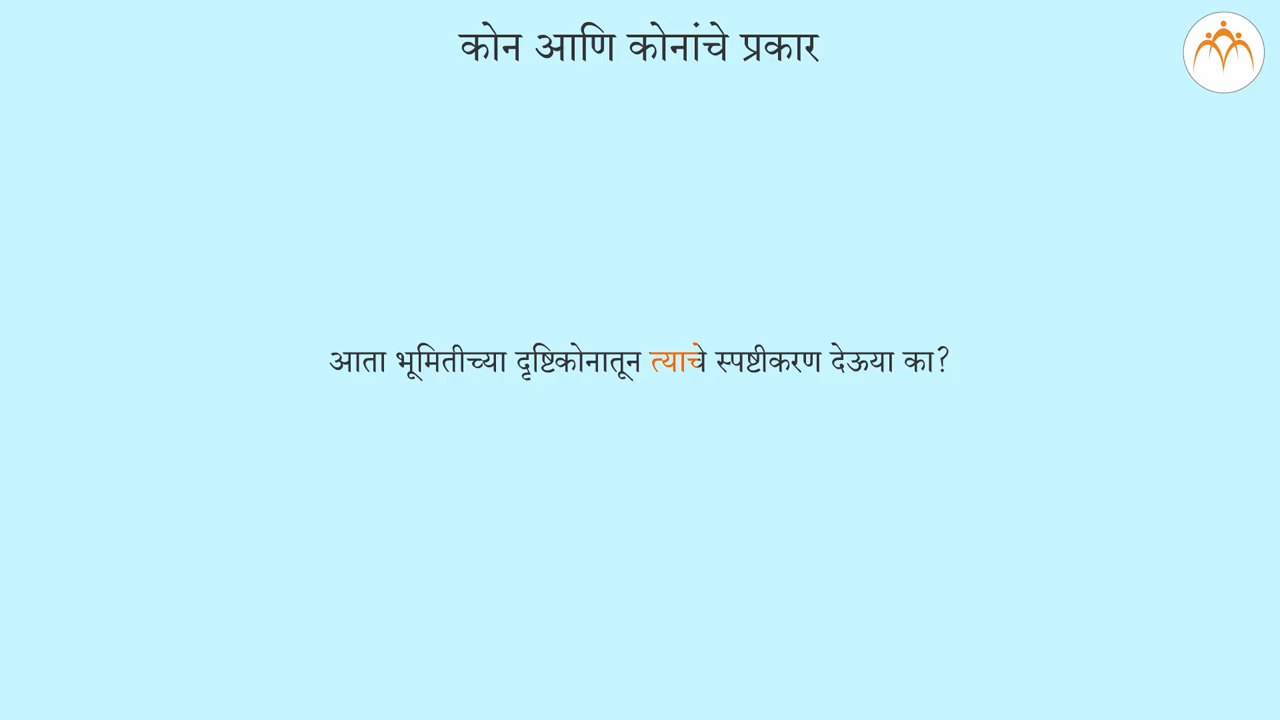 कोन आणि कोनांचे प्रकार
आता भूमितीच्या दृष्टिकोनातून त्याचे स्पष्टीकरण देऊया का?